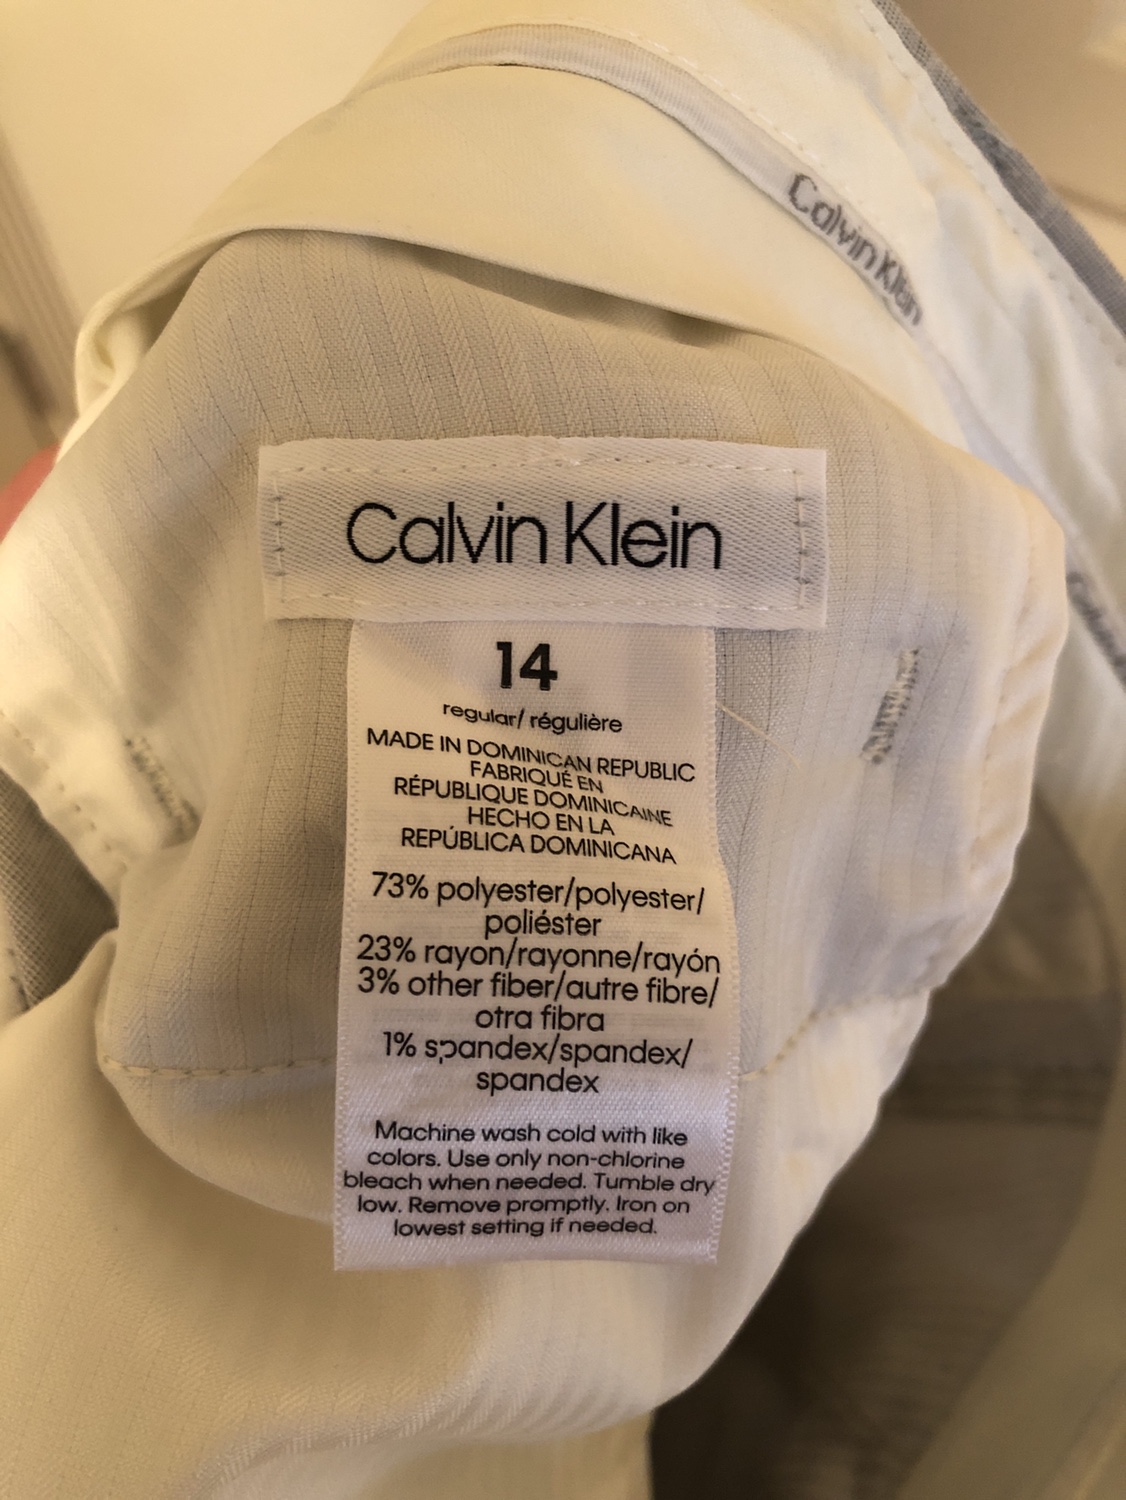 Calvin Klein
Calvin Klein
14
regular/ régulière
MADE IN DOMINICAN REPUBLIC
FABRIQUÉ EN
RÉPUBLIQUE DOMINICAINE
HECHO EN LA
REPÚBLICA DOMINICANA
73% polyester/polyester/
poliéster
23% rayon/rayonne/rayón
3% other fiber/autre fibre/
otra fibra
1% spandex/spandex/
spandex
Machine wash cold with like
colors. Use only non-chlorine
bleach when needed. Tumble dry
low. Remove promptly. Iron on
lowest setting if needed.